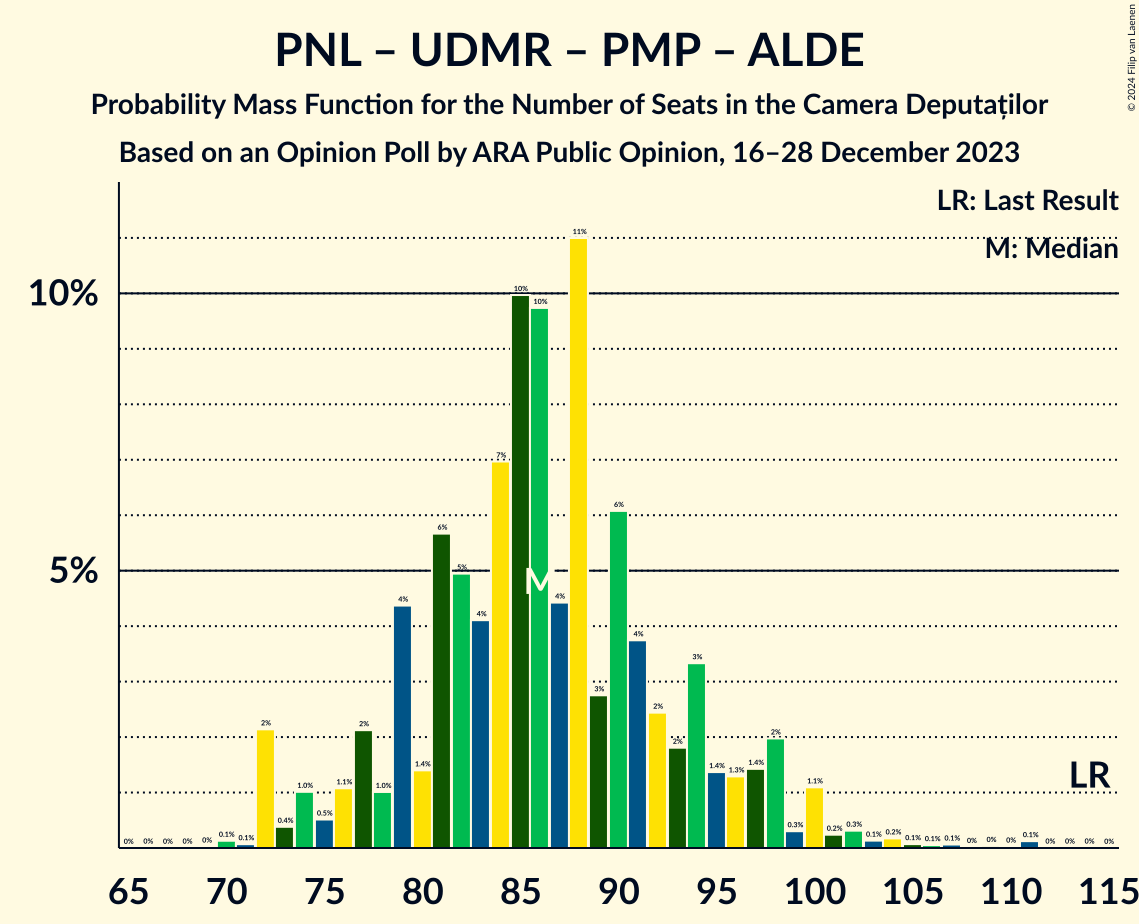 PNL – UDMR – PMP – ALDE
Probability Mass Function for the Number of Seats in the Camera Deputaților
Based on an Opinion Poll by ARA Public Opinion, 16–28 December 2023
© 2024 Filip van Laenen
LR: Last Result
M: Median
10%
5%
0% 0% 0% 0% 0% 0.1% 0.1% 2% 0.4% 1.0% 0.5% 1.1% 2% 1.0% 4% 1.4% 6% 5% 4% 7% 10% 10% 4% 11% 3% 6% 4% 2% 2% 3% 1.4% 1.3% 1.4% 2% 0.3% 1.1% 0.2% 0.3% 0.1% 0.2% 0.1% 0.1% 0.1% 0% 0% 0% 0.1% 0% 0% 0% 0%
M
LR
65 70 75 80 85 90 95 100 105 110 115